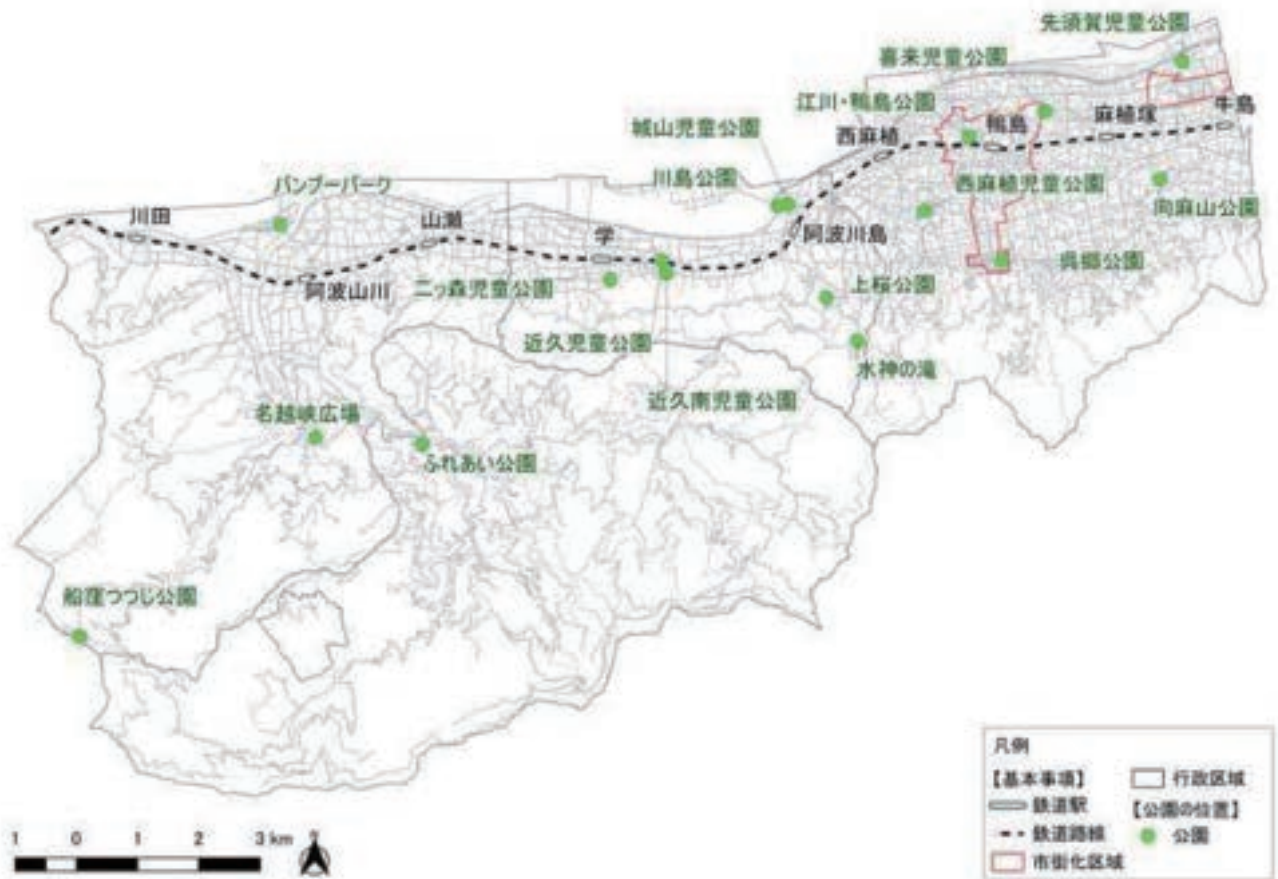 先須賀児童公園
喜来児童公園
江川・鴨島公園
城山児童公園
西麻植
鴨島
麻植塚
牛島
川島公園
バンブーパーク
西麻植児童公園
向麻山公園
川田
山瀬
学
阿波川島
阿波山川
二ッ森児童公園
上桜公園
呉郷公園
近久児童公園
水神の滝
近久南児童公園
名越峡広場
ふれあい公園
船窪つつじ公園
凡例
【基本事項】
行政区域
鉄道駅
【公園の位置】
鉄道路線
公園
市街化区域
1 0 1 2 3 km